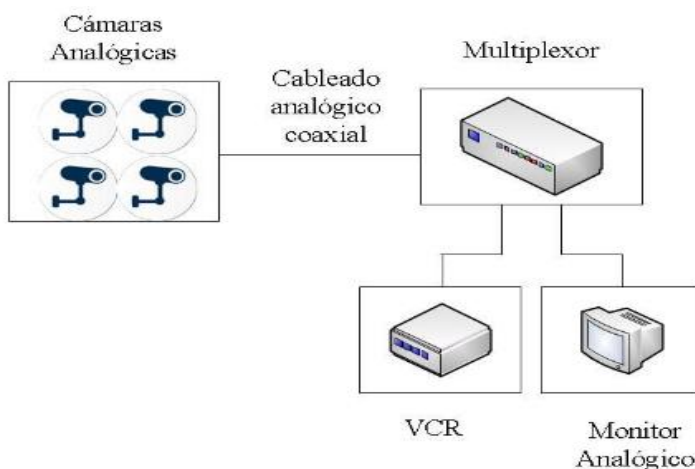 Cámaras
Analógicas
Multiplexor
Cableado
analógico
coaxial
VCR
Monitor
Analógico